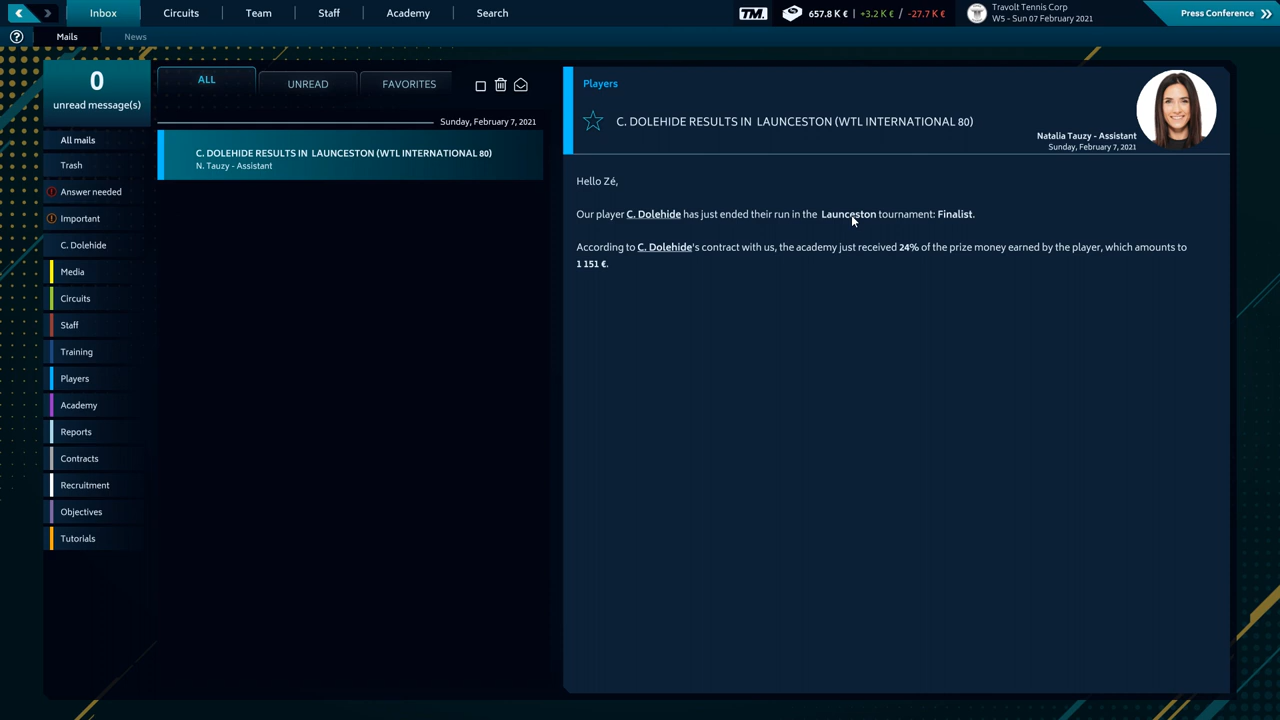 Inbox
Circuits
Team
Staff
Academy
Search
TM.
657.8 K € | +3.2 K € / -27.7 K €
Travolt Tennis Corp
W5 - Sun 07 February 2021
Press Conference
?
Mails
News
0
unread message(s)
All mails
Trash
Answer needed
Important
C. Dolehide
Media
Circuits
Staff
Training
Players
Academy
Reports
Contracts
Recruitment
Objectives
Tutorials
ALL
UNREAD
FAVORITES
Sunday, February 7, 2021
C. DOLEHIDE RESULTS IN LAUNCESTON (WTL INTERNATIONAL 80)
N. Tauzy - Assistant
Players
C. DOLEHIDE RESULTS IN LAUNCESTON (WTL INTERNATIONAL 80)
Natalia Tauzy - Assistant
Sunday, February 7, 2021
Hello Zé,
Our player C. Dolehide has just ended their run in the Launceston tournament: Finalist.
According to C. Dolehide's contract with us, the academy just received 24% of the prize money earned by the player, which amounts to
1 151 €.